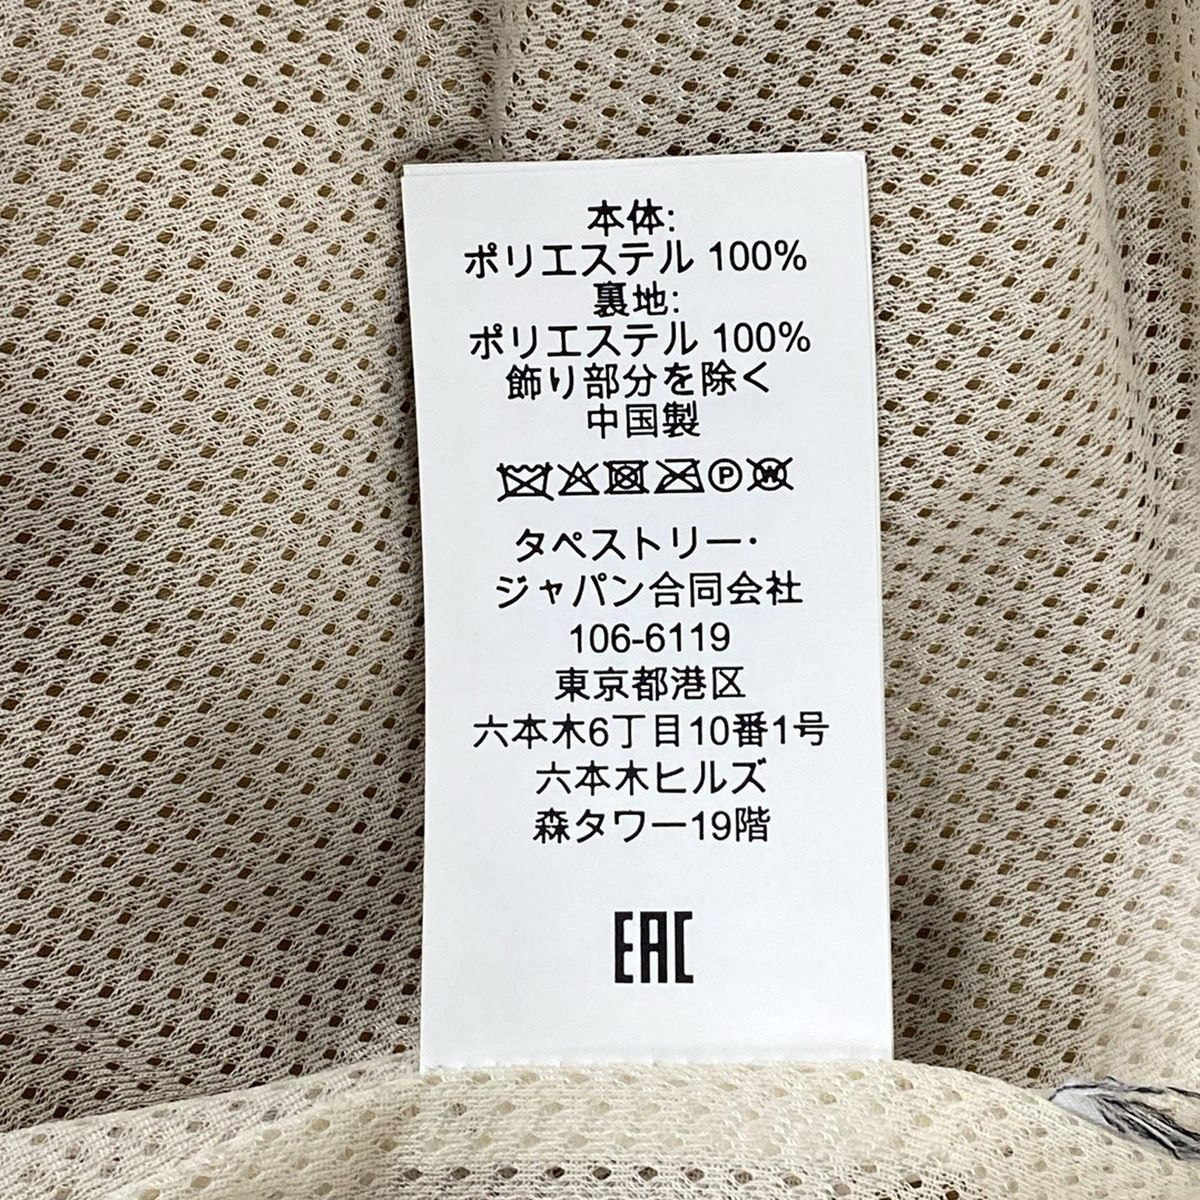 本体:
ポリエステル 100%
裏地:
ポリエステル 100%
飾り部分を除く
中国製
P W
タペストリー・
ジャパン合同会社
106-6119
東京都港区
六本木6丁目10番1号
六本木ヒルズ
森タワー19階
EAC